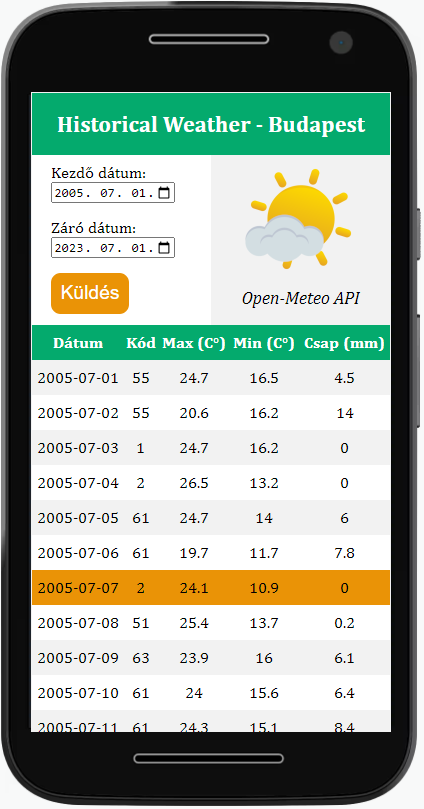 Historical Weather - Budapest
Kezdő dátum:
2005. 07. 01.
Záró dátum:
2023. 07. 01.
Küldés
Open-Meteo API
Dátum Kód Max (C°) Min (C°) Csap (mm)
2005-07-01 55 24.7 16.5 4.5
2005-07-02 55 20.6 16.2 14
2005-07-03 1 24.7 16.2 0
2005-07-04 2 26.5 13.2 0
2005-07-05 61 24.7 14 6
2005-07-06 61 19.7 11.7 7.8
2005-07-07 2 24.1 10.9 0
2005-07-08 51 25.4 13.7 0.2
2005-07-09 63 23.9 16 6.1
2005-07-10 61 24 15.6 6.4
2005-07-11 61 24.3 15.1 8.4